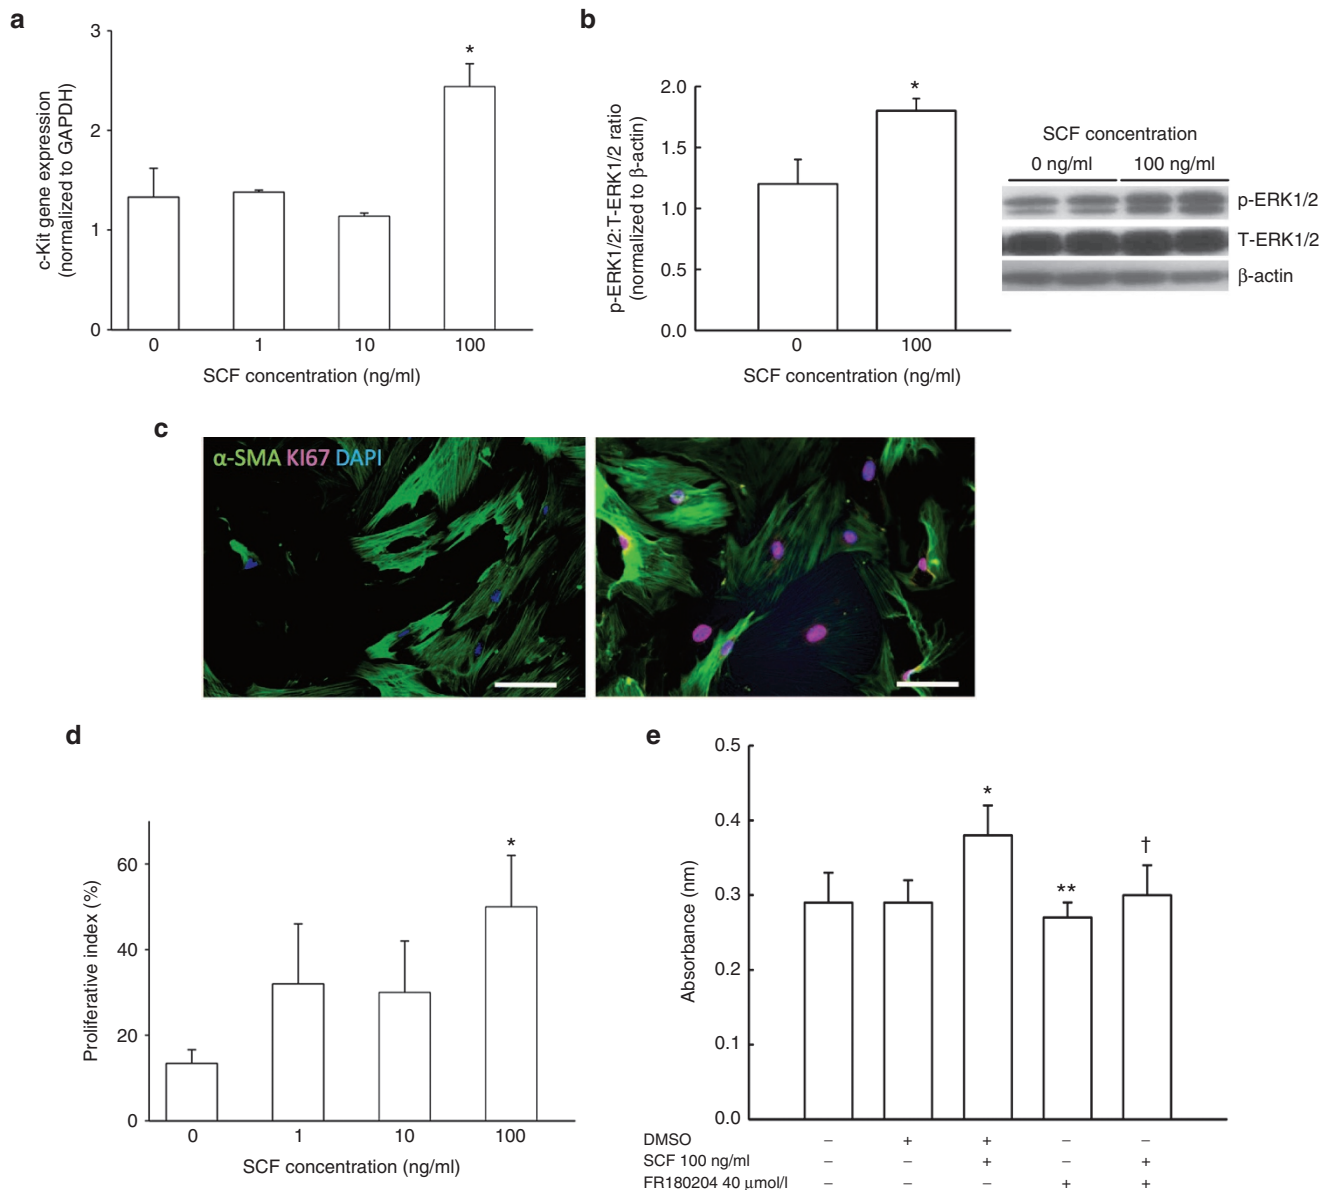 a
3
2
1
0
c-Kit gene expression
(normalized to GAPDH)
*
0 1 10 100
SCF concentration (ng/ml)
b
2.0
1.5
1.0
0.5
0.0
p-ERK1/2:T-ERK1/2 ratio
(normalized to β-actin)
*
0 100
SCF concentration (ng/ml)
SCF concentration
0 ng/ml 100 ng/ml
p-ERK1/2
T-ERK1/2
β-actin
c
α-SMA KI67 DAPI
d
60
40
20
0
Proliferative index (%)
*
0 1 10 100
SCF concentration (ng/ml)
e
0.5
0.4
0.3
0.2
0.1
0.0
Absorbance (nm)
*
**
†
DMSO – + + – –
SCF 100 ng/ml – – + – +
FR180204 40 μmol/l – – – + +